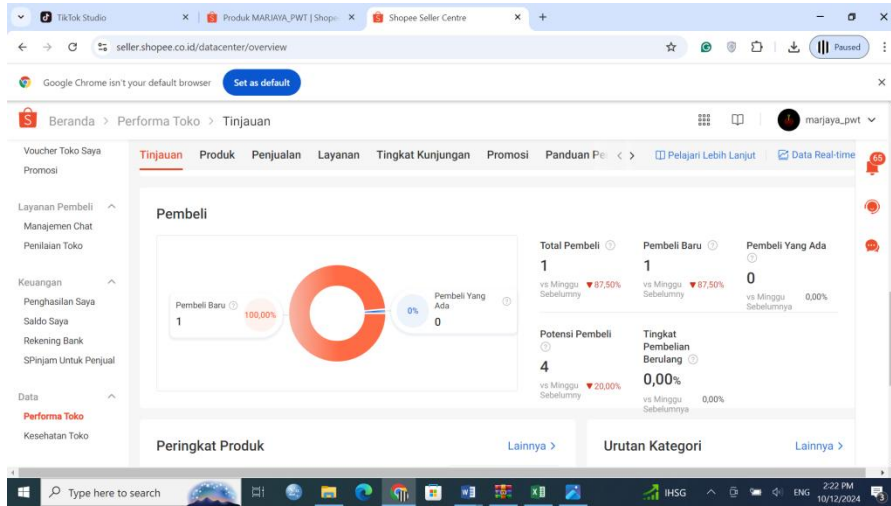 TikTok Studio
Produk MARJAYA_PWT | Shope
Shopee Seller Centre
seller.shopee.co.id/datacenter/overview
Paused
Google Chrome isn't your default browser
Set as default
Beranda > Performa Toko > Tinjauan
marjaya_pwt
Voucher Toko Saya
Promosi
Layanan Pembeli
Manajemen Chat
Penilaian Toko
Keuangan
Penghasilan Saya
Saldo Saya
Rekening Bank
SPinjam Untuk Penjual
Data
Performa Toko
Kesehatan Toko
Tinjauan Produk Penjualan Layanan Tingkat Kunjungan Promosi Panduan Pe
Pelajari Lebih Lanjut
Data Real-time
65
Pembeli
Pembeli Baru
1
100,00%
0%
Pembeli Yang
Ada
0
Total Pembeli
1
vs Minggu ▼87,50%
Sebelumny
Pembeli Baru
1
vs Minggu ▼87,50%
Sebelumny
Pembeli Yang Ada
0
vs Minggu 0,00%
Sebelumnya
Potensi Pembeli
4
vs Minggu ▼20,00%
Sebelumny
Tingkat
Pembelian
Berulang
0,00%
vs Minggu 0,00%
Sebelumnya
Peringkat Produk
Lainnya >
Urutan Kategori
Lainnya >
Type here to search
IHSG
ENG
2:22 PM
10/12/2024
3